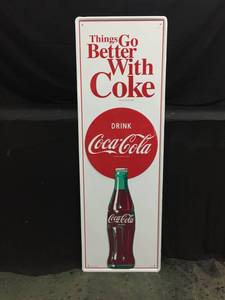 Things Go
Better
With
Coke
DRINK
Coca-Cola
Coca-Cola